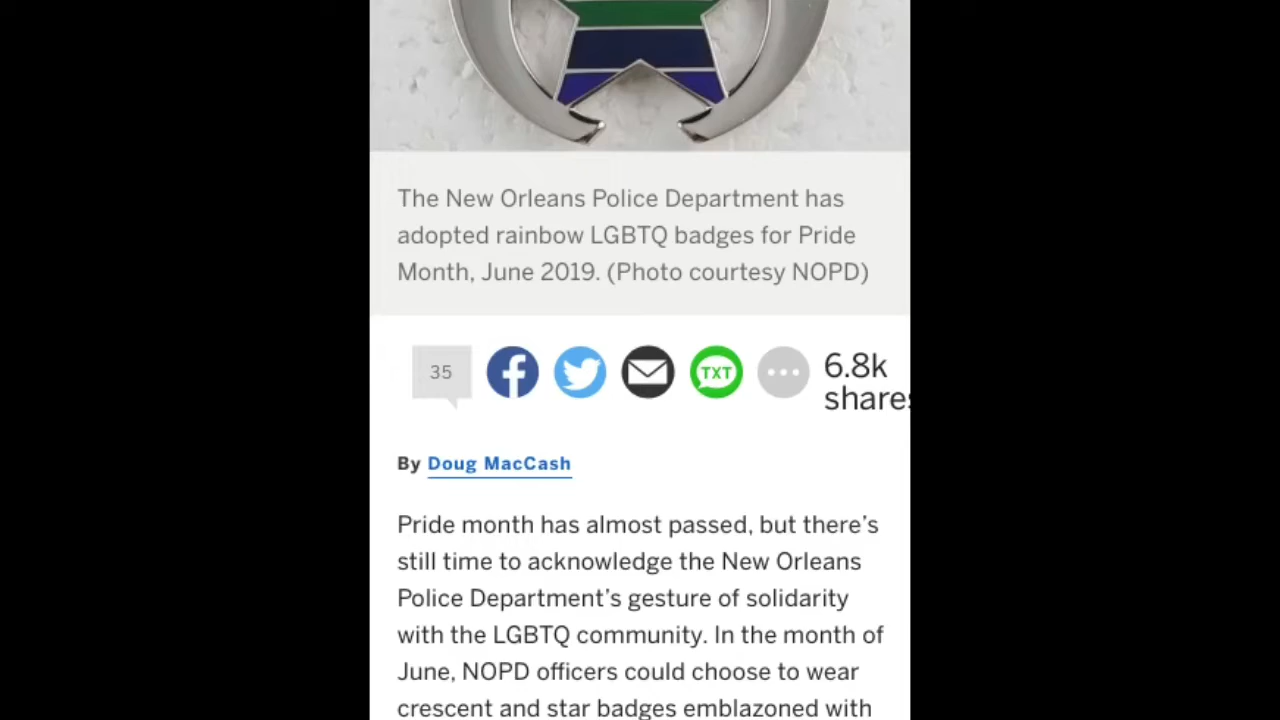 The New Orleans Police Department has
adopted rainbow LGBTQ badges for Pride
Month, June 2019. (Photo courtesy NOPD)
35
TXT
6.8k
shares
By Doug MacCash
Pride month has almost passed, but there’s
still time to acknowledge the New Orleans
Police Department’s gesture of solidarity
with the LGBTQ community. In the month of
June, NOPD officers could choose to wear
crescent and star badges emblazoned with